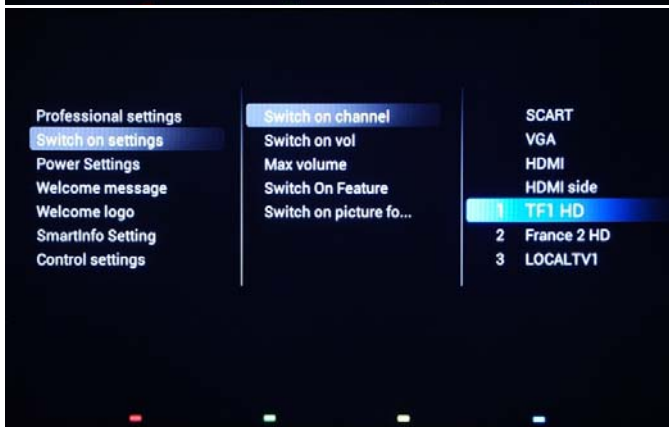 Professional settings
Switch on settings
Power Settings
Welcome message
Welcome logo
SmartInfo Setting
Control settings
Switch on channel
Switch on vol
Max volume
Switch On Feature
Switch on picture fo...
SCART
VGA
HDMI
HDMI side
1 TF1 HD
2 France 2 HD
3 LOCALTV1